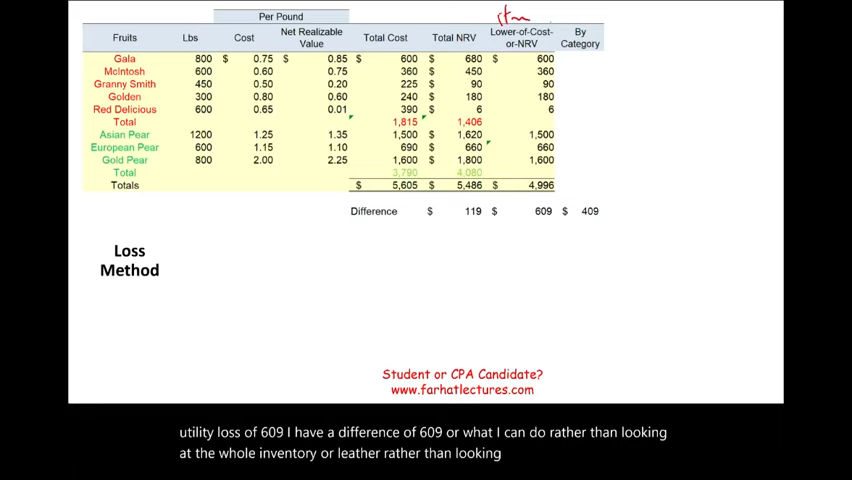 Per Pound
Fruits Lbs Cost Net Realizable Value Total Cost Total NRV Lower-of-Cost-or-NRV By Category
Gala 800 $ 0.75 $ 0.85 $ 600 $ 680 $ 600
McIntosh 600 0.60 0.75 360 $ 450 360
Granny Smith 450 0.50 0.20 225 $ 90 90
Golden 300 0.80 0.60 240 $ 180 180
Red Delicious 600 0.65 0.01 390 $ 6 6
Total 1,815 1,406
Asian Pear 1200 1.25 1.35 1,500 $ 1,620 1,500
European Pear 600 1.15 1.10 690 $ 660 660
Gold Pear 800 2.00 2.25 1,600 $ 1,800 1,600
Total 3,790 4,080
Totals $ 5,605 $ 5,486 $ 4,996
Difference $ 119 $ 609 $ 409
Loss
Method
Student or CPA Candidate?
www.farhatlectures.com
utility loss of 609 I have a difference of 609 or what I can do rather than looking
at the whole inventory or leather rather than looking